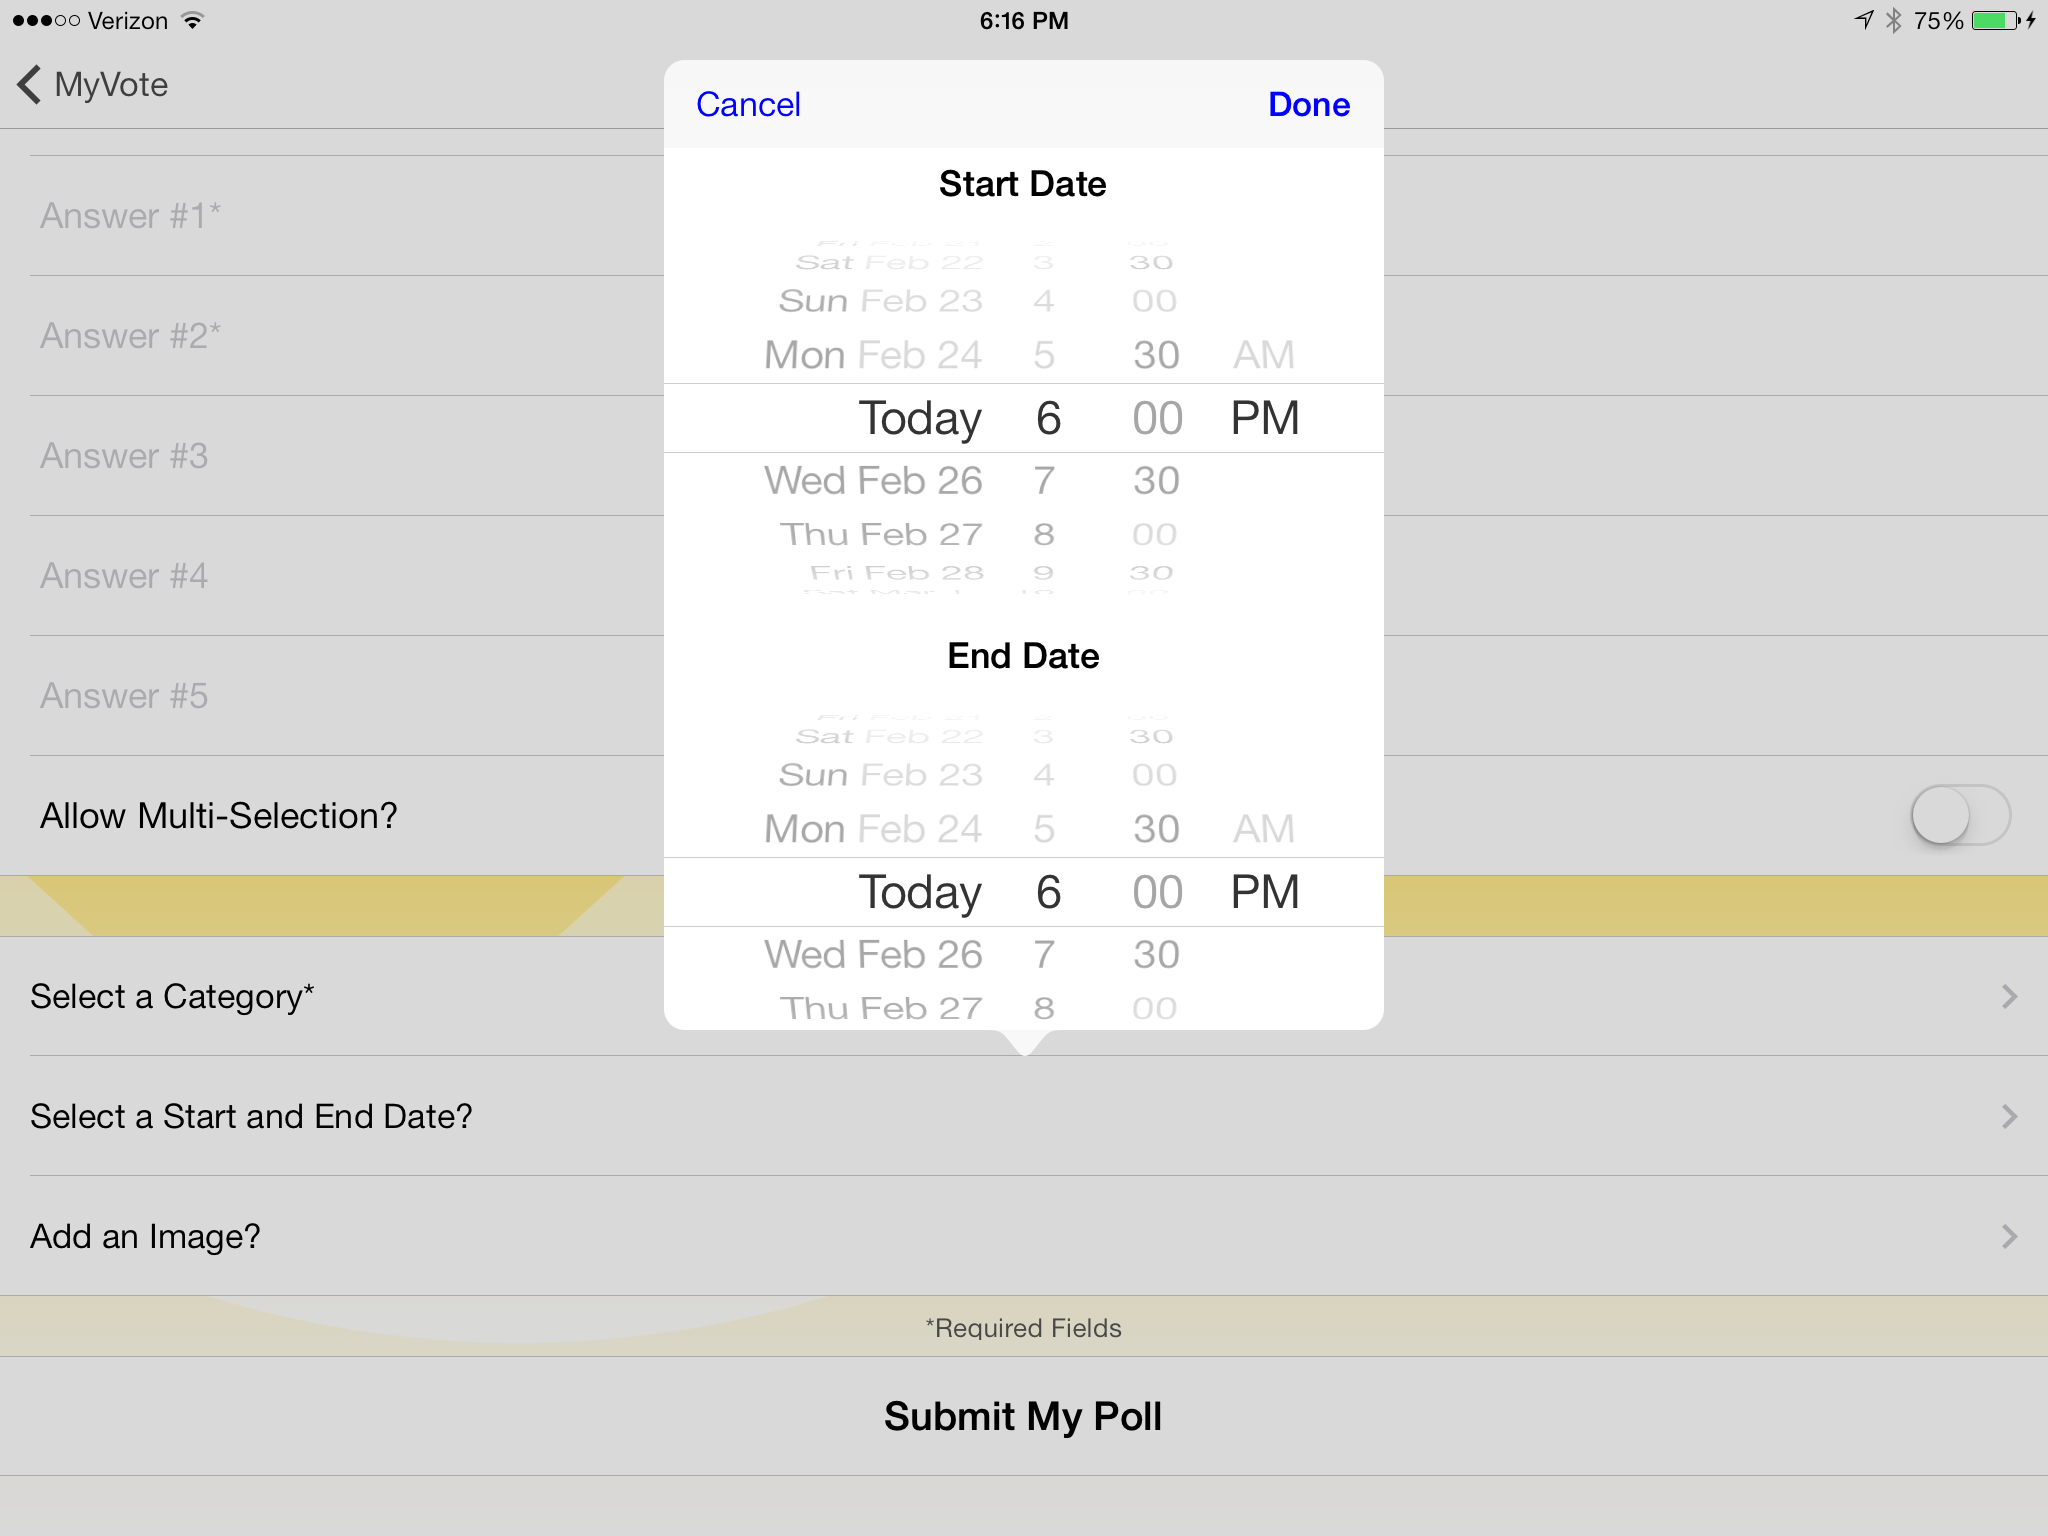 Verizon 6:16 PM 75%
MyVote
Cancel Done
Start Date
Answer #1*
Answer #2*
Answer #3
Answer #4
Answer #5
Sat Feb 22 3 30
Sun Feb 23 4 00
Mon Feb 24 5 30 AM
Today 6 00 PM
Wed Feb 26 7 30
Thu Feb 27 8 00
Fri Feb 28 9 30
End Date
Sat Feb 22 3 30
Sun Feb 23 4 00
Mon Feb 24 5 30 AM
Today 6 00 PM
Wed Feb 26 7 30
Thu Feb 27 8 00
Allow Multi-Selection?
Select a Category*
Select a Start and End Date?
Add an Image?
*Required Fields
Submit My Poll